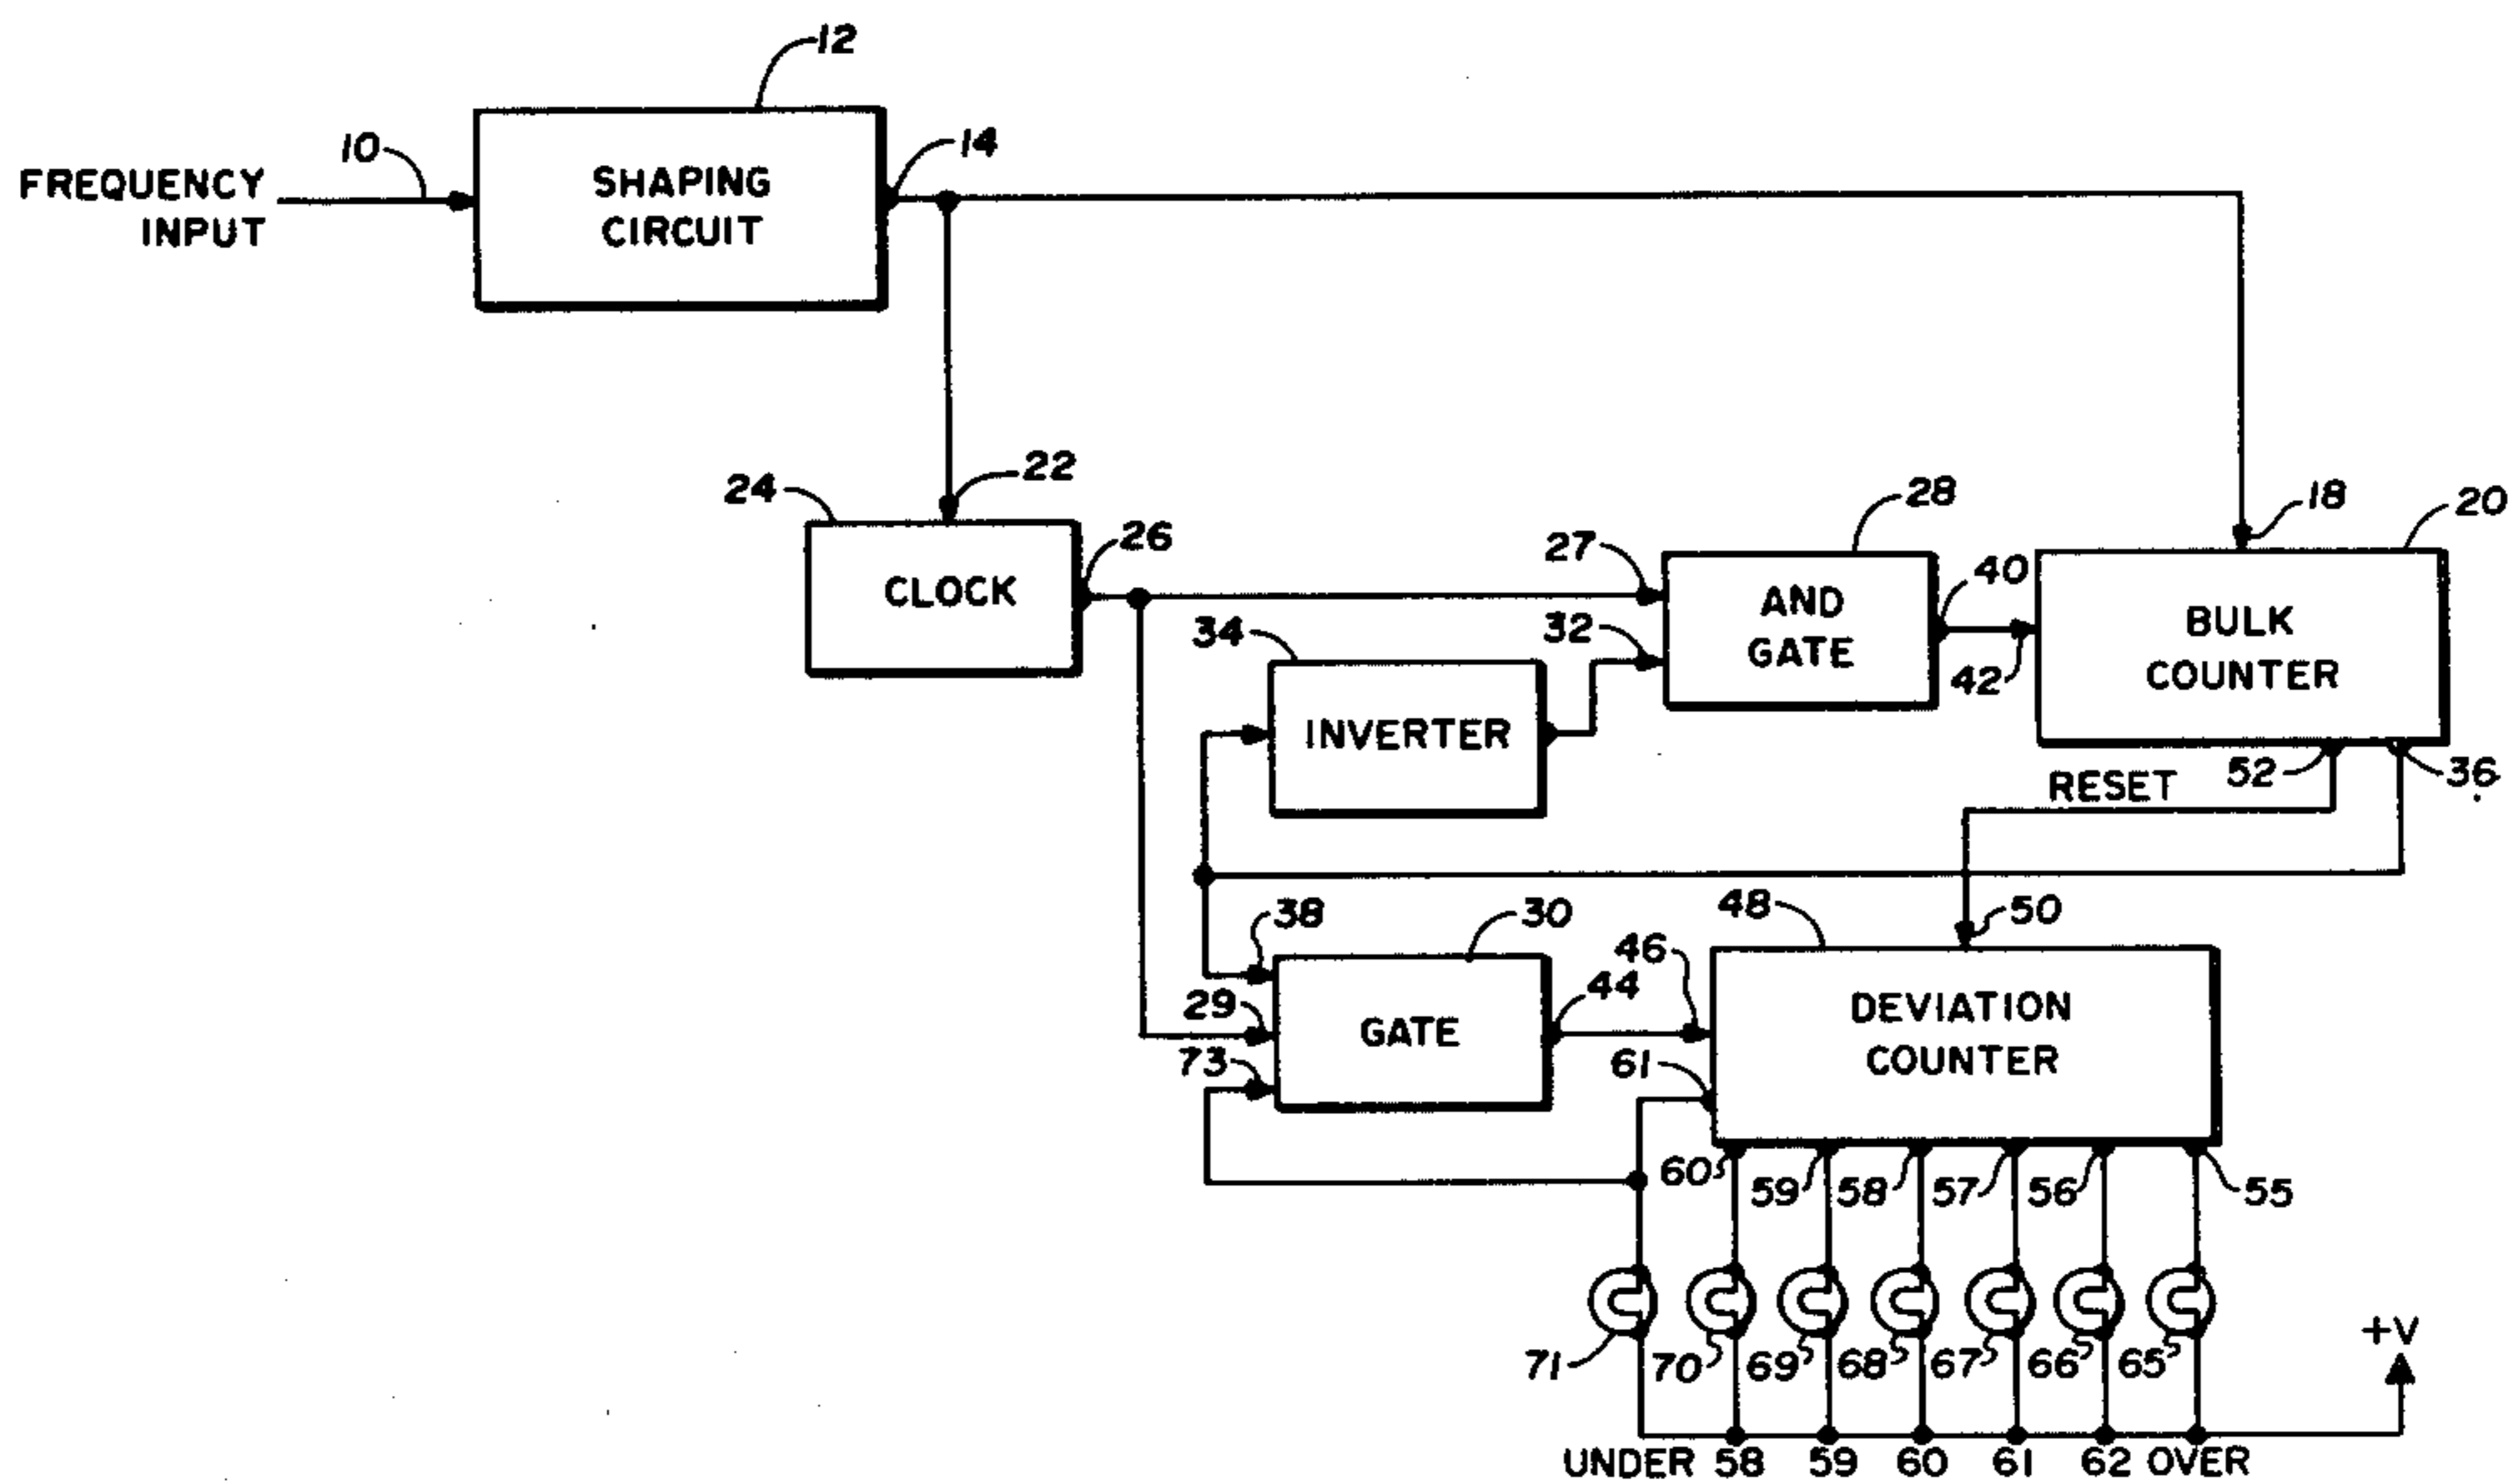 12
10
14
FREQUENCY
INPUT
SHAPING
CIRCUIT
22
24
26
CLOCK
27
28
18
20
32
34
40
AND
GATE
BULK
COUNTER
42
INVERTER
RESET
52
36
38
30
48
50
46
44
29
GATE
DEVIATION
COUNTER
73
61
60
59
58
57
56
55
71
70
69
68
67
66
65
+V
UNDER 58 59 60 61 62 OVER